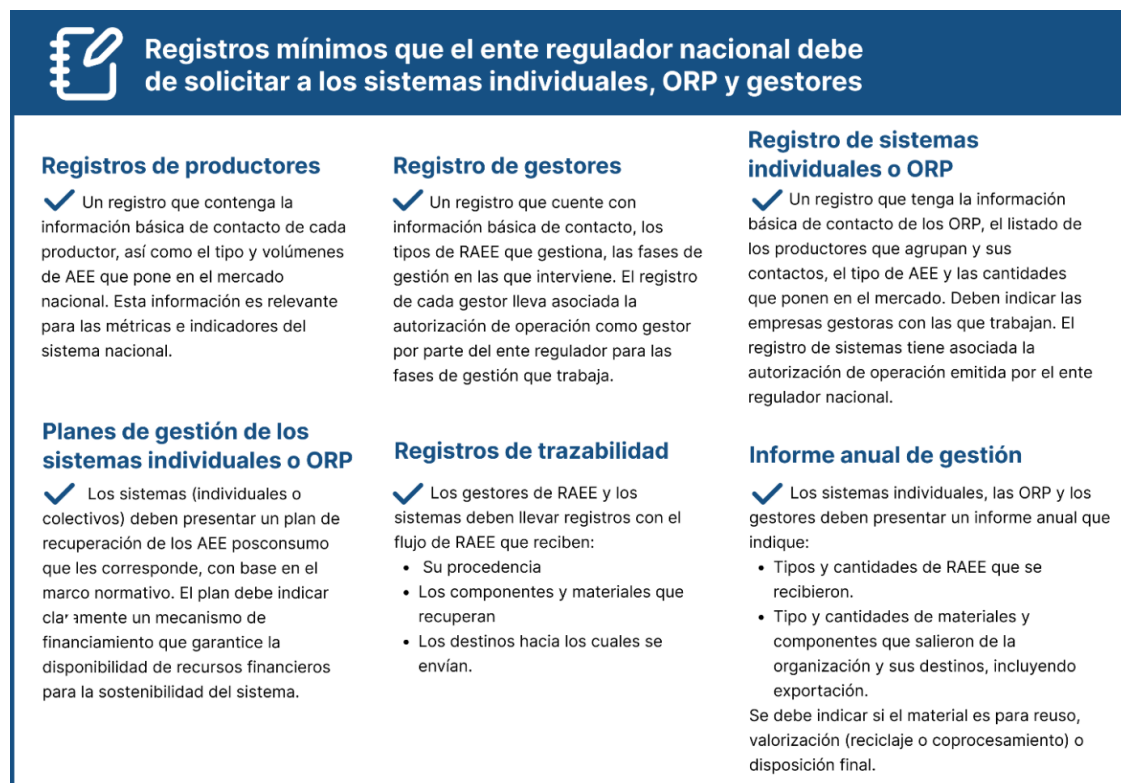 Registros mínimos que el ente regulador nacional debe
de solicitar a los sistemas individuales, ORP y gestores
Registros de productores
Un registro que contenga la
información básica de contacto de cada
productor, así como el tipo y volúmenes
de AEE que pone en el mercado
nacional. Esta información es relevante
para las métricas e indicadores del
sistema nacional.
Registro de gestores
Un registro que cuente con
información básica de contacto, los
tipos de RAEE que gestiona, las fases de
gestión en las que interviene. El registro
de cada gestor lleva asociada la
autorización de operación como gestor
por parte del ente regulador para las
fases de gestión que trabaja.
Registro de sistemas
individuales o ORP
Un registro que tenga la información
básica de contacto de los ORP, el listado de
los productores que agrupan y sus
contactos, el tipo de AEE y las cantidades
que ponen en el mercado. Deben indicar las
empresas gestoras con las que trabajan. El
registro de sistemas tiene asociada la
autorización de operación emitida por el ente
regulador nacional.
Planes de gestión de los
sistemas individuales o ORP
Los sistemas (individuales o
colectivos) deben presentar un plan de
recuperación de los AEE posconsumo
que les corresponde, con base en el
marco normativo. El plan debe indicar
claramente un mecanismo de
financiamiento que garantice la
disponibilidad de recursos financieros
para la sostenibilidad del sistema.
Registros de trazabilidad
Los gestores de RAEE y los
sistemas deben llevar registros con el
flujo de RAEE que reciben:
• Su procedencia
• Los componentes y materiales que
recuperan
• Los destinos hacia los cuales se
envían.
Informe anual de gestión
Los sistemas individuales, las ORP y los
gestores deben presentar un informe anual que
indique:
• Tipos y cantidades de RAEE que se
recibieron.
• Tipo y cantidades de materiales y
componentes que salieron de la
organización y sus destinos, incluyendo
exportación.
Se debe indicar si el material es para reuso,
valorización (reciclaje o coprocesamiento) o
disposición final.